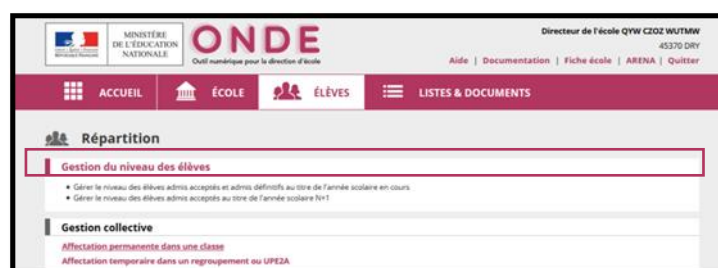 MINISTÈRE
DE L'ÉDUCATION
NATIONALE
ONDE
Outil numérique pour la direction d'école
Directeur de l'école QYW CZOZ WUTMW
45370 DRY
Aide | Documentation | Fiche école | ARENA | Quitter
ACCUEIL ÉCOLE ÉLÈVES LISTES & DOCUMENTS
Répartition
Gestion du niveau des élèves
• Gérer le niveau des élèves admis acceptés et admis définitifs au titre de l'année scolaire en cours
• Gérer le niveau des élèves admis acceptés au titre de l'année scolaire N+1
Gestion collective
Affectation permanente dans une classe
Affectation temporaire dans un regroupement ou UPE2A